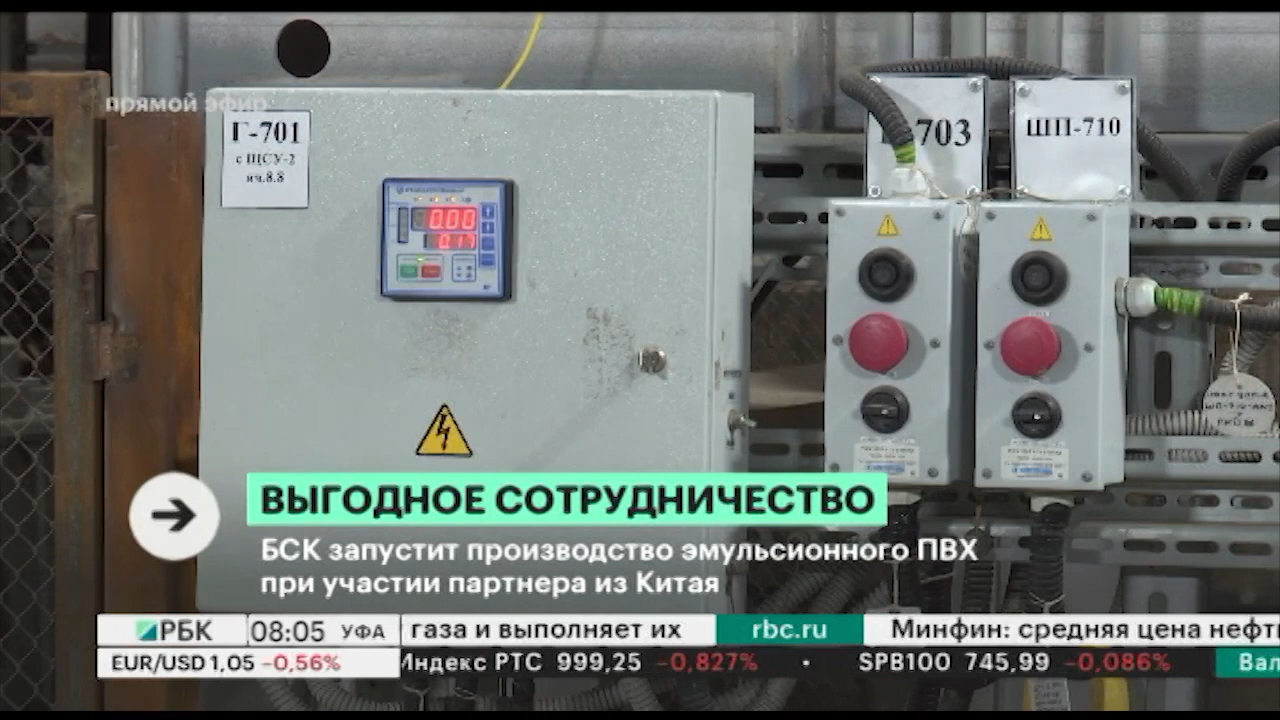 прямой эфир
Г-701
с ЩСУ-2
яч.8.8
703
ШП-710
0.00
ВЫГОДНОЕ СОТРУДНИЧЕСТВО
БСК запустит производство эмульсионного ПВХ
при участии партнера из Китая
РБК 08:05 УФА газа и выполняет их rbc.ru Минфин: средняя цена нефти
EUR/USD 1,05 -0,56% Индекс РТС 999,25 -0,827% • SPB100 745,99 -0,086% Вал